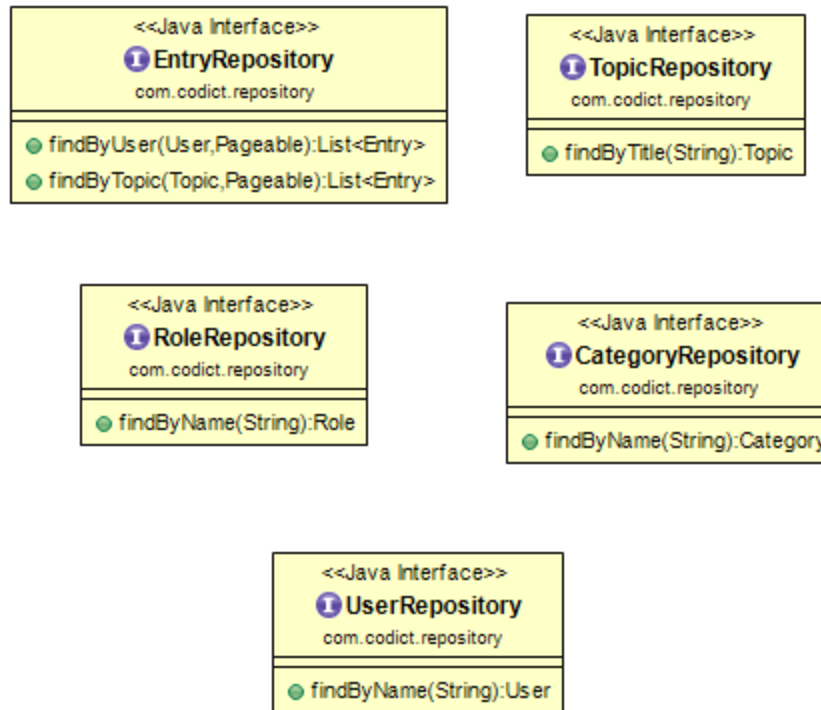 <<Java Interface>>
EntryRepository
com.codict.repository
findByUser(User,Pageable):List<Entry>
findByTopic(Topic,Pageable):List<Entry>
<<Java Interface>>
TopicRepository
com.codict.repository
findByTitle(String):Topic
<<Java Interface>>
RoleRepository
com.codict.repository
findByName(String):Role
<<Java Interface>>
CategoryRepository
com.codict.repository
findByName(String):Category
<<Java Interface>>
UserRepository
com.codict.repository
findByName(String):User